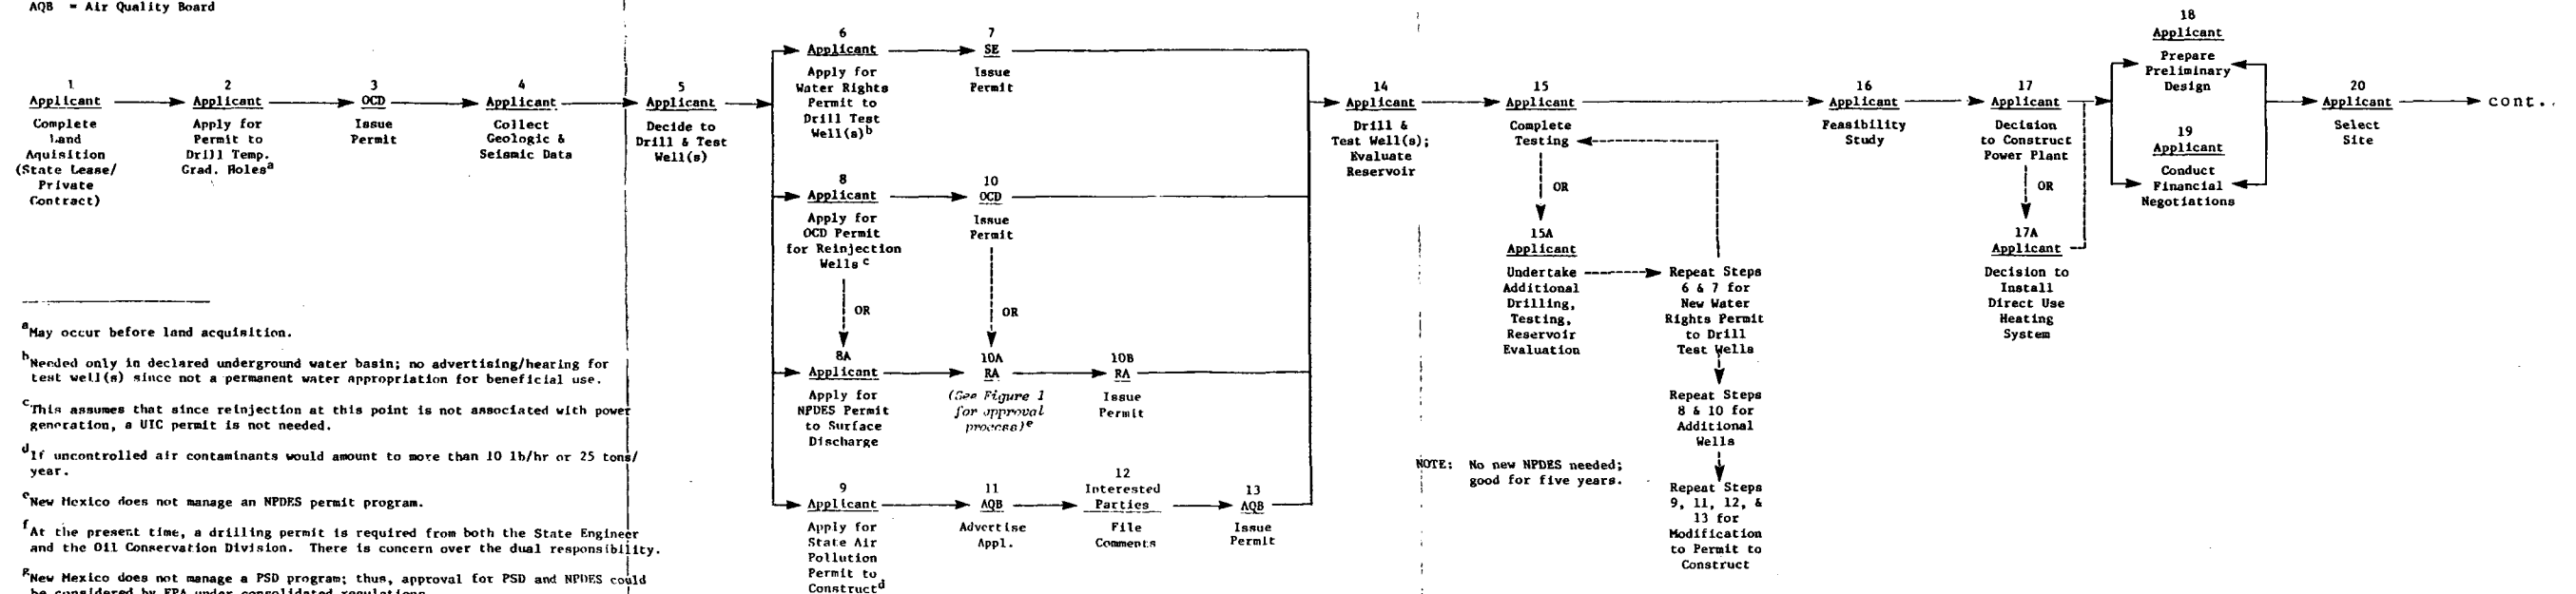 AQB = Air Quality Board
1
Applicant
Complete
Land
Aquisition
(State Lease/
Private
Contract)
2
Applicant
Apply for
Permit to
Drill Temp.
Grad. Holesa
3
OCD
Issue
Permit
4
Applicant
Collect
Geologic &
Seismic Data
5
Applicant
Decide to
Drill & Test
Well(s)
6
Applicant
Apply for
Water Rights
Permit to
Drill Test
Well(s)b
7
SE
Issue
Permit
8
Applicant
Apply for
OCD Permit
for Reinjection
Wells c
OR
10
OCD
Issue
Permit
OR
8A
Applicant
Apply for
NPDES Permit
to Surface
Discharge
10A
RA
(See Figure 1
for approval
process)e
10B
RA
Issue
Permit
9
Applicant
Apply for
State Air
Pollution
Permit to
Constructd
11
AQB
Advertise
Appl.
12
Interested
Parties
File
Comments
13
AQB
Issue
Permit
14
Applicant
Drill &
Test Well(s);
Evaluate
Reservoir
15
Applicant
Complete
Testing
OR
15A
Applicant
Undertake
Additional
Drilling,
Testing,
Reservoir
Evaluation
Repeat Steps
6 & 7 for
New Water
Rights Permit
to Drill
Test Wells
Repeat Steps
8 & 10 for
Additional
Wells
Repeat Steps
9, 11, 12, &
13 for
Modification
to Permit to
Construct
NOTE: No new NPDES needed;
good for five years.
16
Applicant
Feasibility
Study
17
Applicant
Decision
to Construct
Power Plant
OR
17A
Applicant
Decision to
Install
Direct Use
Heating
System
18
Applicant
Prepare
Preliminary
Design
19
Applicant
Conduct
Financial
Negotiations
20
Applicant
Select
Site
cont..
aMay occur before land acquisition.
bNeeded only in declared underground water basin; no advertising/hearing for
test well(s) since not a permanent water appropriation for beneficial use.
cThis assumes that since reinjection at this point is not associated with power
generation, a UIC permit is not needed.
dIf uncontrolled air contaminants would amount to more than 10 lb/hr or 25 tons/
year.
eNew Mexico does not manage an NPDES permit program.
fAt the present time, a drilling permit is required from both the State Engineer
and the Oil Conservation Division. There is concern over the dual responsibility.
gNew Mexico does not manage a PSD program; thus, approval for PSD and NPDES could
be considered by EPA under consolidated regulations.